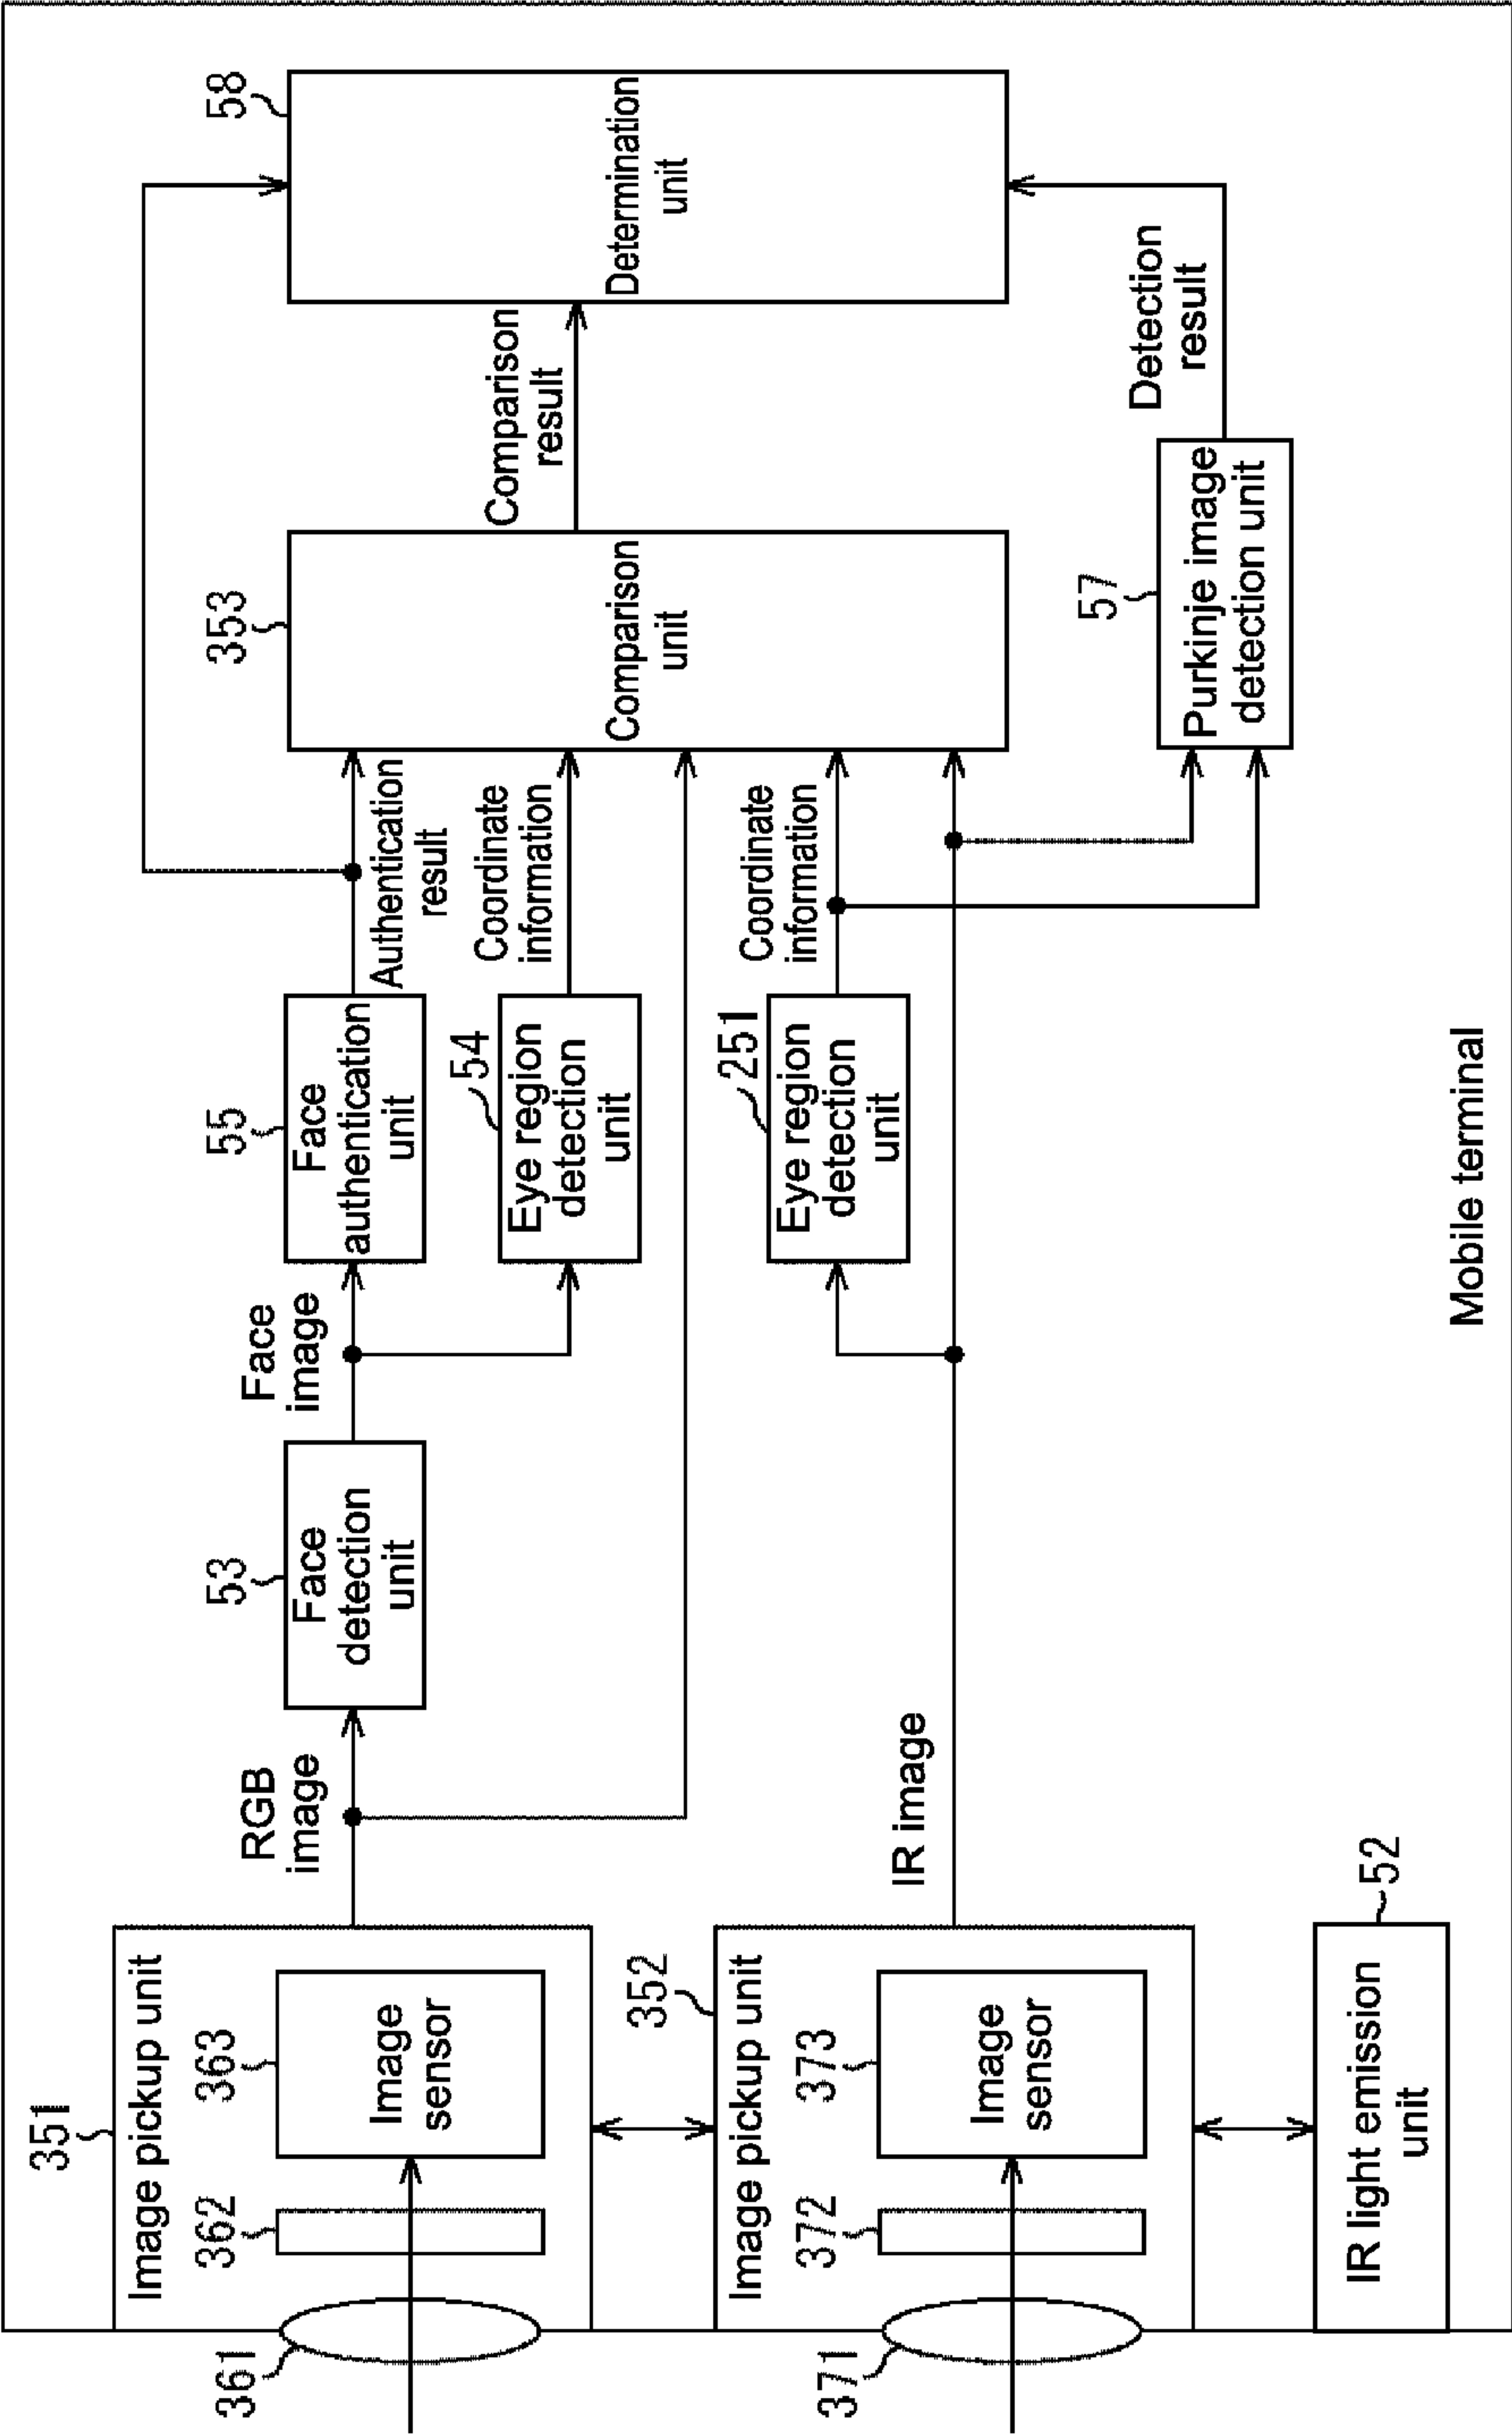 351
Image pickup unit
361
362
363
Image
sensor
RGB
image
53
Face
detection
unit
Face
image
55
Face
authentication
unit
Authentication
result
54
Eye region
detection
unit
Coordinate
information
353
Comparison
unit
Comparison
result
58
Determination
unit
352
Image pickup unit
371
372
373
Image
sensor
IR image
251
Eye region
detection
unit
Coordinate
information
57
Purkinje image
detection unit
Detection
result
52
IR light emission
unit
Mobile terminal